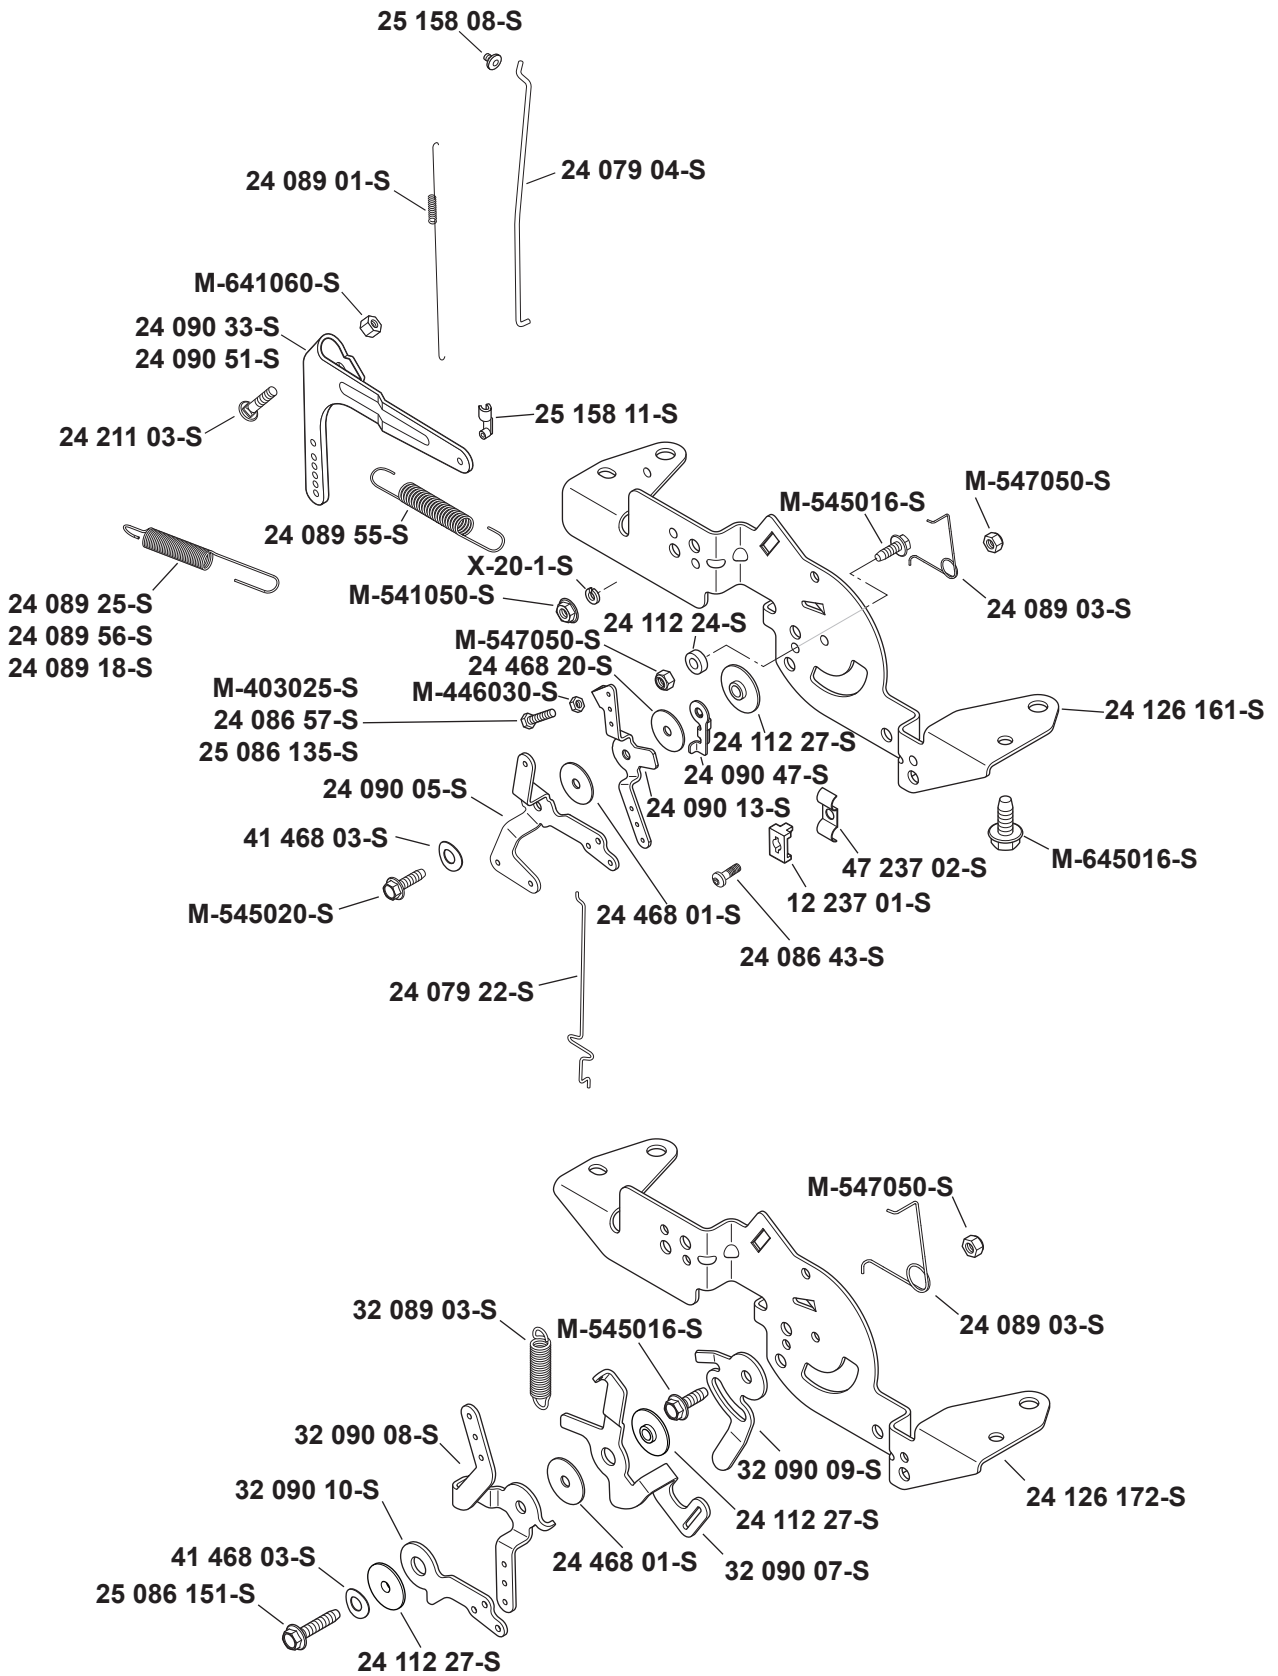 25 158 08-S
24 079 04-S
24 089 01-S
M-641060-S
24 090 33-S
24 090 51-S
25 158 11-S
24 211 03-S
M-547050-S
M-545016-S
24 089 55-S
X-20-1-S
M-541050-S
24 089 25-S
24 089 56-S
24 089 18-S
24 089 03-S
24 112 24-S
M-547050-S
24 468 20-S
M-403025-S
M-446030-S
24 086 57-S
25 086 135-S
24 126 161-S
24 112 27-S
24 090 47-S
24 090 05-S
24 090 13-S
41 468 03-S
47 237 02-S
M-645016-S
12 237 01-S
M-545020-S
24 468 01-S
24 086 43-S
24 079 22-S
M-547050-S
32 089 03-S
M-545016-S
24 089 03-S
32 090 08-S
32 090 09-S
32 090 10-S
24 126 172-S
24 112 27-S
41 468 03-S
24 468 01-S
32 090 07-S
25 086 151-S
24 112 27-S